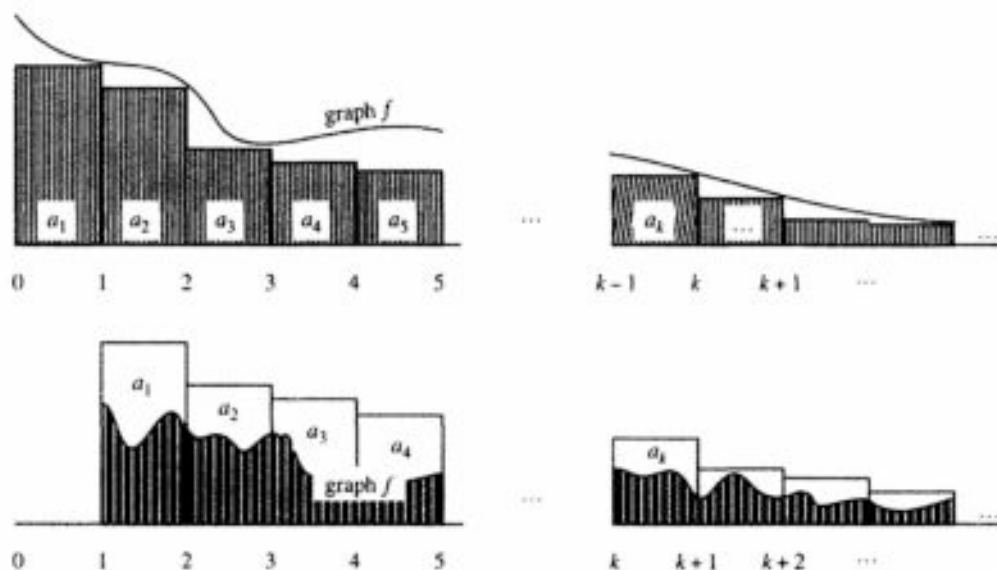 graph f
a₁ a₂ a₃ a₄ a₅ ... aₖ ... ...
0 1 2 3 4 5 k – 1 k k + 1 ...
a₁ a₂ a₃ a₄ aₖ
graph f ... ...
0 1 2 3 4 5 k k + 1 k + 2 ...